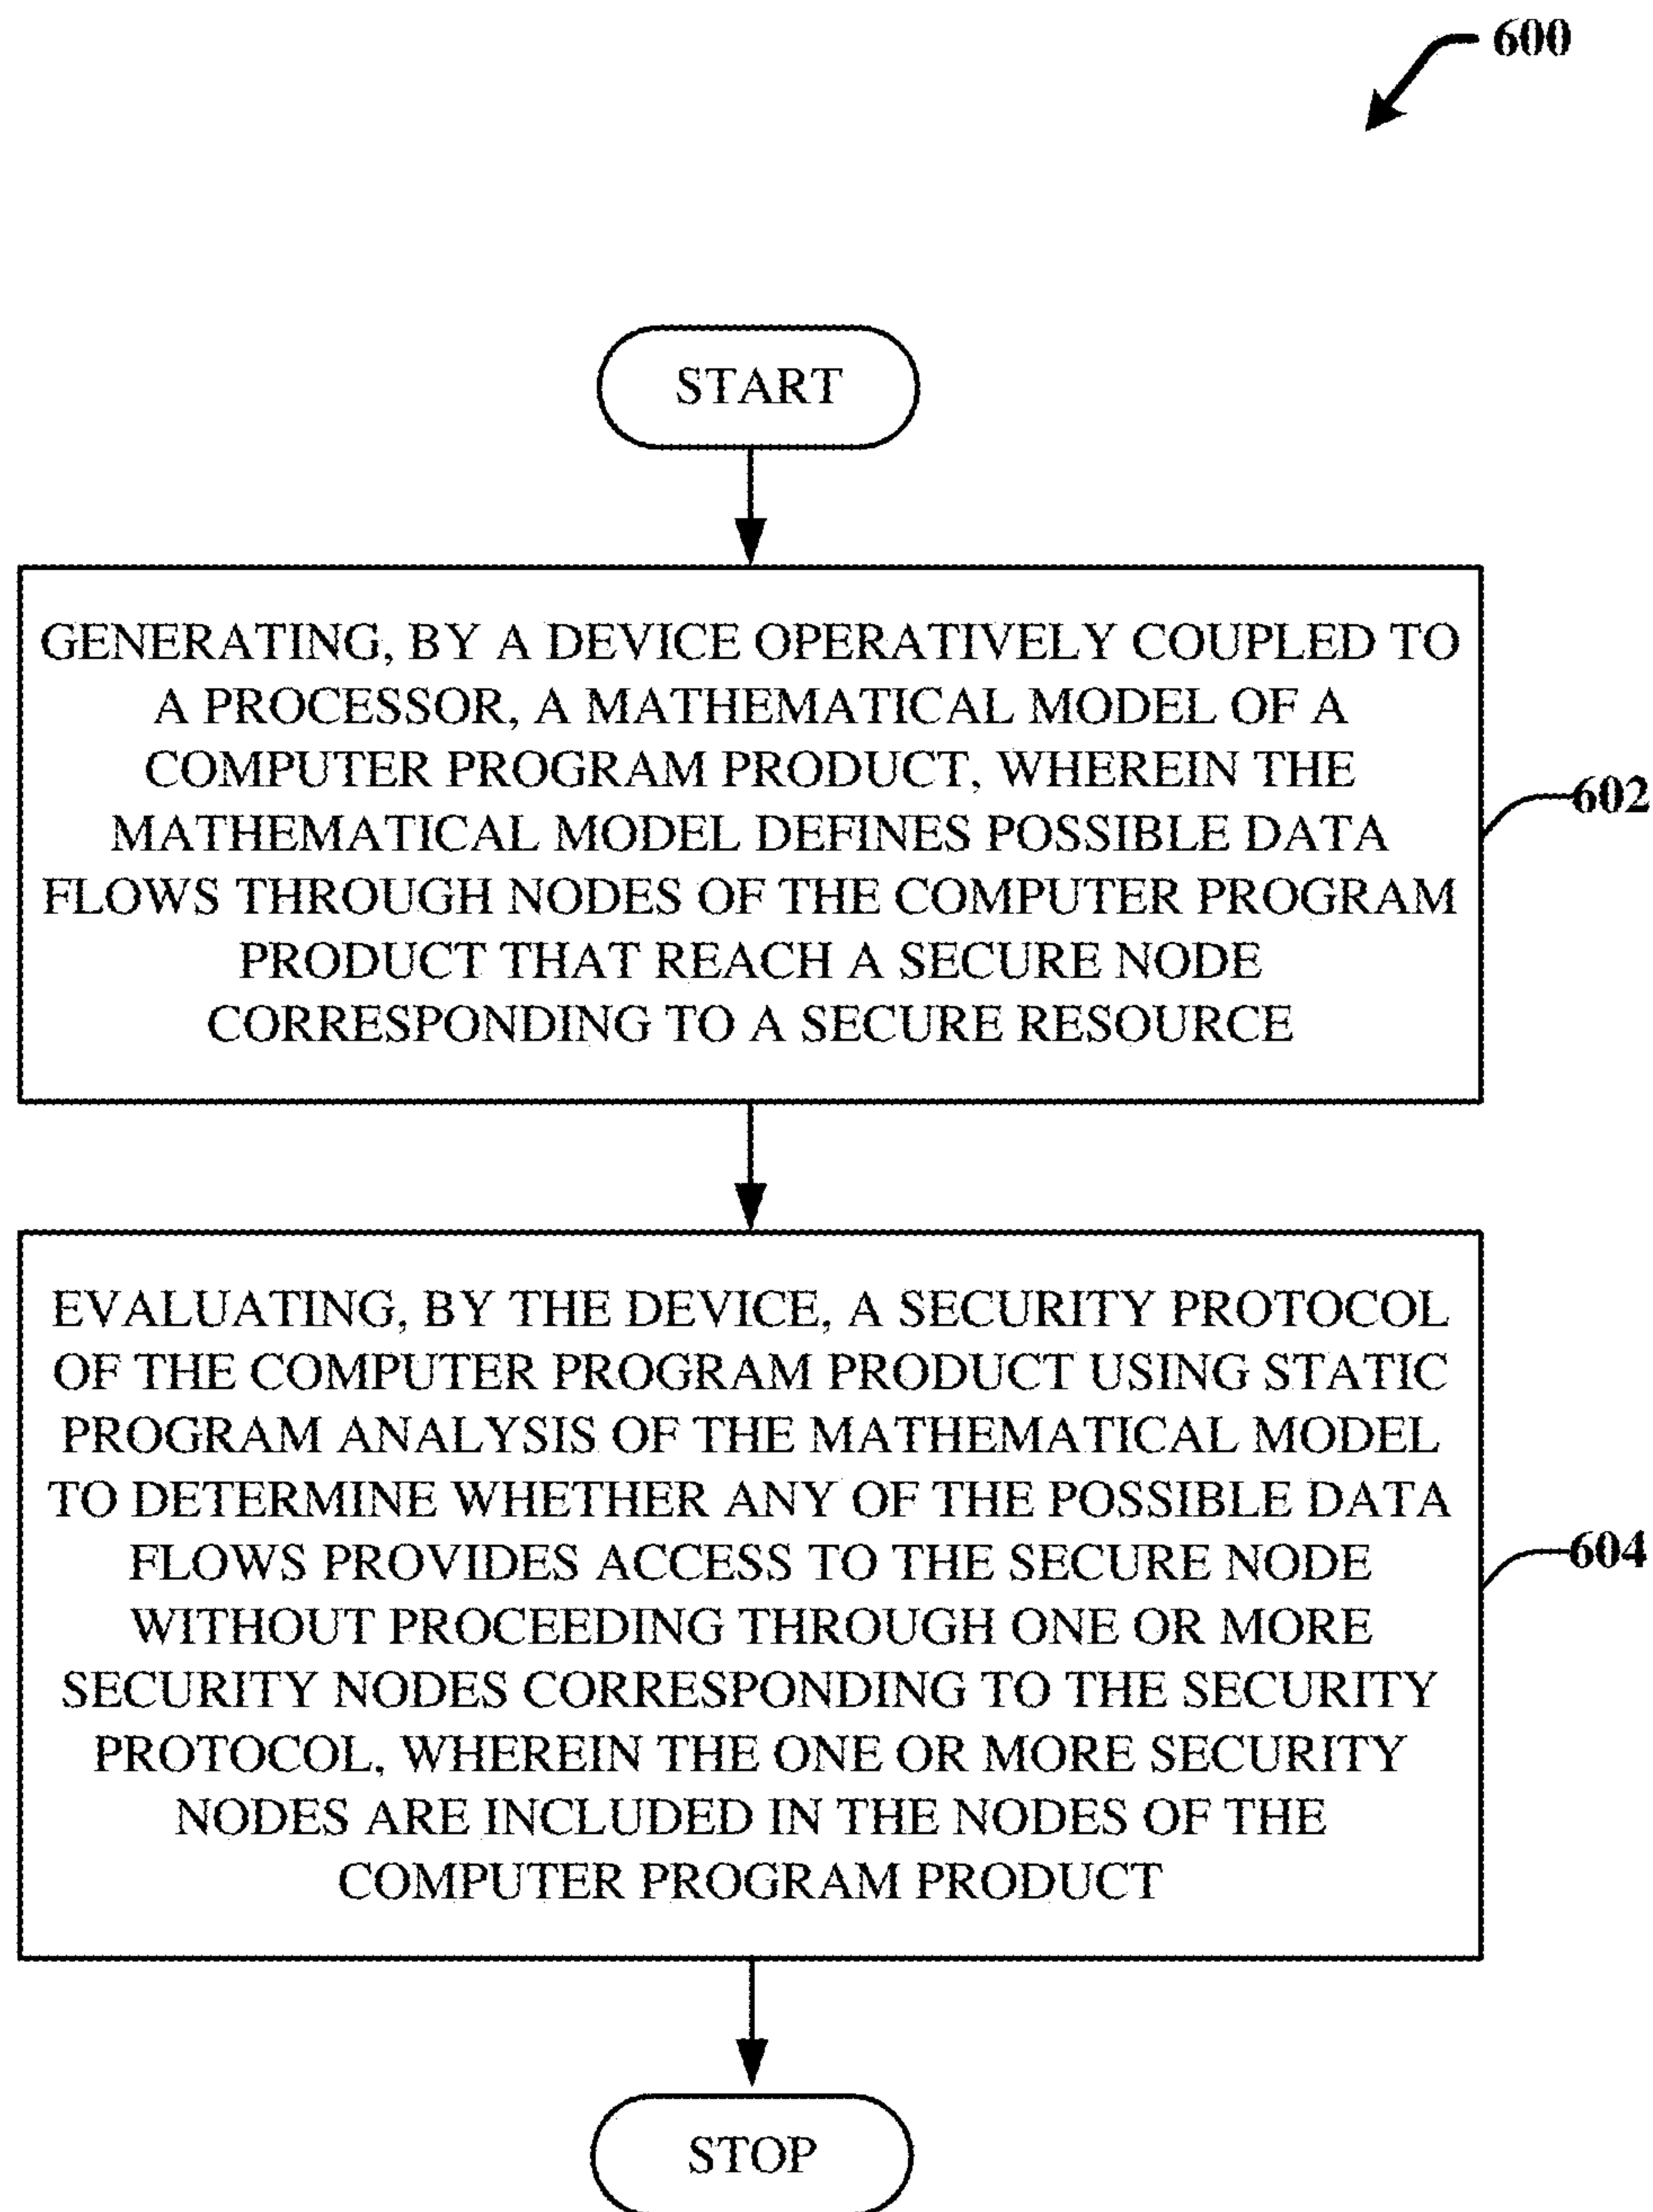 600
START
GENERATING, BY A DEVICE OPERATIVELY COUPLED TO
A PROCESSOR, A MATHEMATICAL MODEL OF A
COMPUTER PROGRAM PRODUCT, WHEREIN THE
MATHEMATICAL MODEL DEFINES POSSIBLE DATA
FLOWS THROUGH NODES OF THE COMPUTER PROGRAM
PRODUCT THAT REACH A SECURE NODE
CORRESPONDING TO A SECURE RESOURCE
602
EVALUATING, BY THE DEVICE, A SECURITY PROTOCOL
OF THE COMPUTER PROGRAM PRODUCT USING STATIC
PROGRAM ANALYSIS OF THE MATHEMATICAL MODEL
TO DETERMINE WHETHER ANY OF THE POSSIBLE DATA
FLOWS PROVIDES ACCESS TO THE SECURE NODE
WITHOUT PROCEEDING THROUGH ONE OR MORE
SECURITY NODES CORRESPONDING TO THE SECURITY
PROTOCOL, WHEREIN THE ONE OR MORE SECURITY
NODES ARE INCLUDED IN THE NODES OF THE
COMPUTER PROGRAM PRODUCT
604
STOP